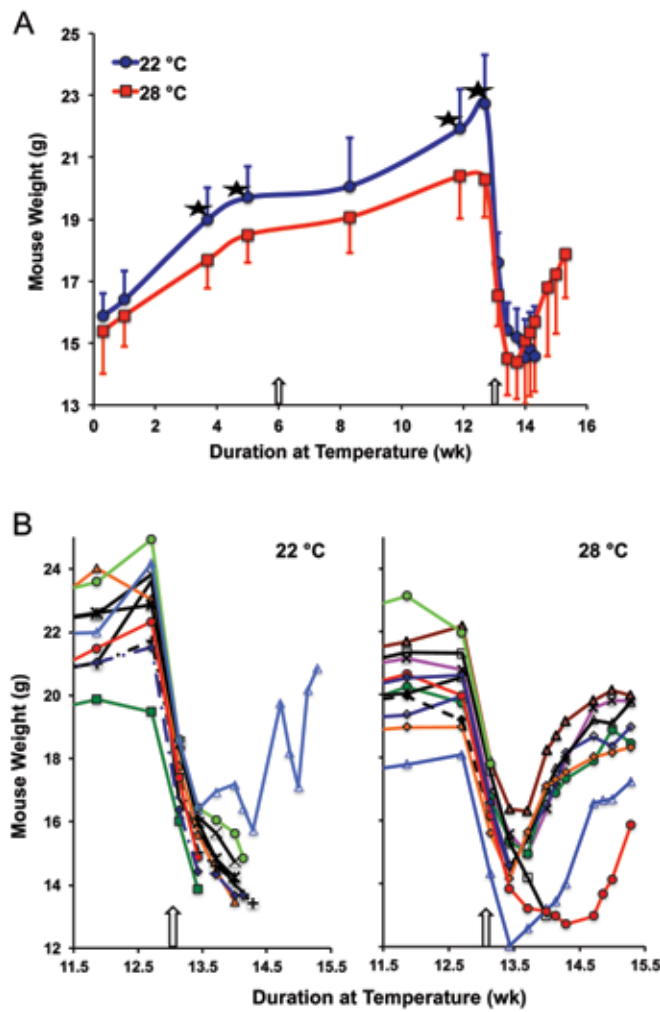 A
22 °C
28 °C
Mouse Weight (g)
25
23
21
19
17
15
13
0 2 4 6 8 10 12 14 16
Duration at Temperature (wk)
B
22 °C 28 °C
Mouse Weight (g)
24
22
20
18
16
14
12
11.5 12.5 13.5 14.5 15.5 11.5 12.5 13.5 14.5 15.5
Duration at Temperature (wk)